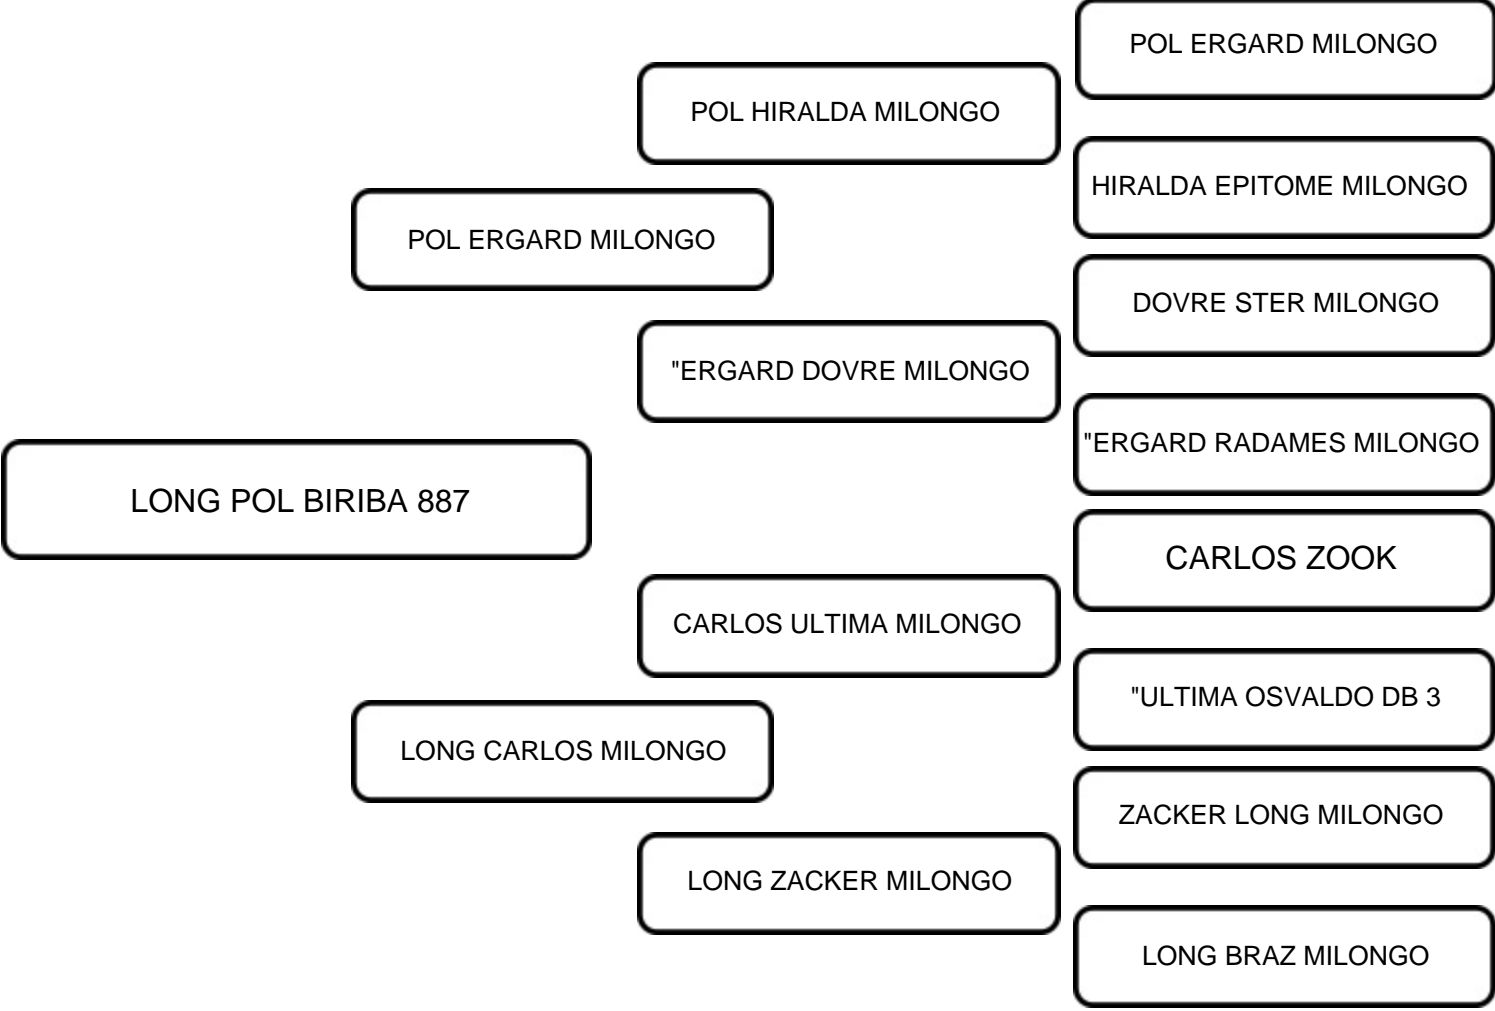 POL ERGARD MILONGO
POL HIRALDA MILONGO
HIRALDA EPITOME MILONGO
POL ERGARD MILONGO
DOVRE STER MILONGO
"ERGARD DOVRE MILONGO
"ERGARD RADAMES MILONGO
LONG POL BIRIBA 887
CARLOS ZOOK
CARLOS ULTIMA MILONGO
"ULTIMA OSVALDO DB 3
LONG CARLOS MILONGO
ZACKER LONG MILONGO
LONG ZACKER MILONGO
LONG BRAZ MILONGO